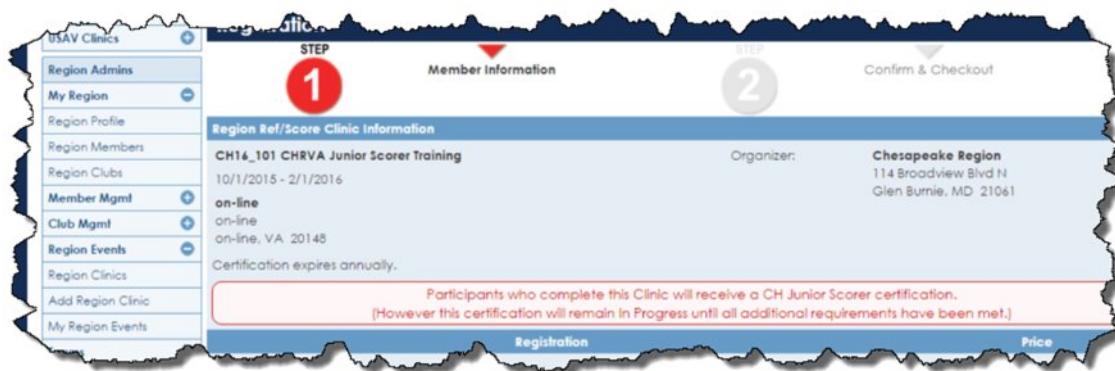 USAV Clinics
Region Admins
My Region
Region Profile
Region Members
Region Clubs
Member Mgmt
Club Mgmt
Region Events
Region Clinics
Add Region Clinic
My Region Events
Registration
STEP
1
Member Information
STEP
2
Confirm & Checkout
Region Ref/Score Clinic Information
CH16_101 CHRVA Junior Scorer Training
10/1/2015 - 2/1/2016
on-line
on-line
on-line, VA 20148
Certification expires annually.
Organizer:
Chesapeake Region
114 Broadview Blvd N
Glen Burnie, MD 21061
Participants who complete this Clinic will receive a CH Junior Scorer certification.
(However this certification will remain In Progress until all additional requirements have been met.)
Registration
Price